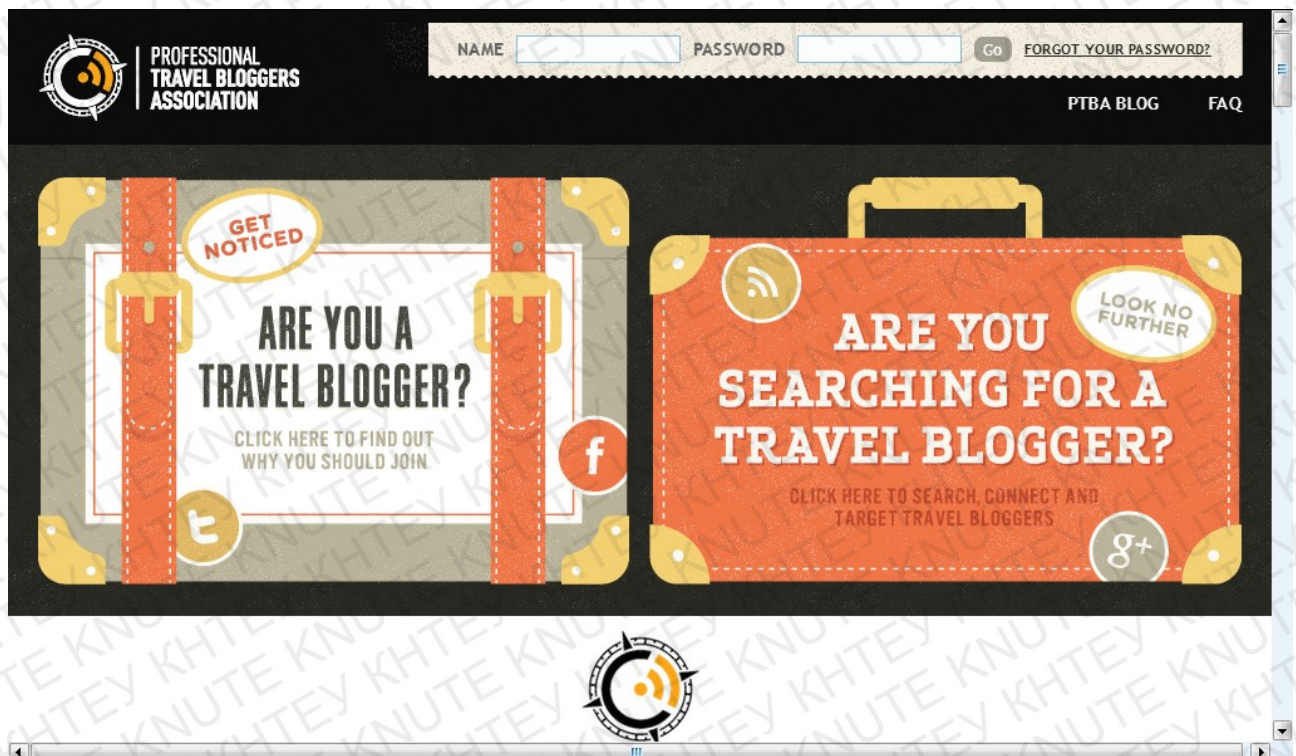 PROFESSIONAL
TRAVEL BLOGGERS
ASSOCIATION
NAME
PASSWORD
Go
FORGOT YOUR PASSWORD?
PTBA BLOG
FAQ
GET
NOTICED
ARE YOU A
TRAVEL BLOGGER?
CLICK HERE TO FIND OUT
WHY YOU SHOULD JOIN
f
t
LOOK NO
FURTHER
ARE YOU
SEARCHING FOR A
TRAVEL BLOGGER?
CLICK HERE TO SEARCH, CONNECT AND
TARGET TRAVEL BLOGGERS
g+
KNUTE KHTEY